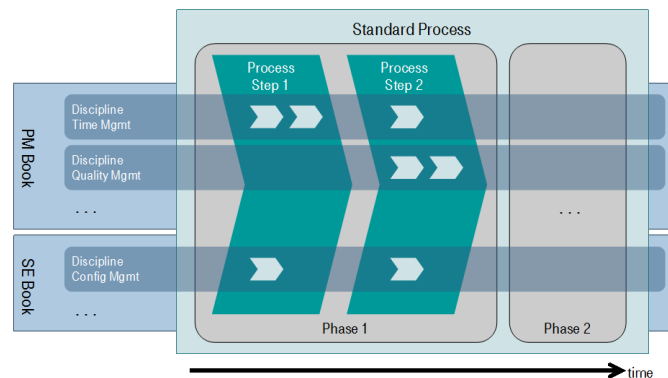 Standard Process
Process
Step 1
Process
Step 2
PM Book
Discipline
Time Mgmt
Discipline
Quality Mgmt
. . .
. . .
SE Book
Discipline
Config Mgmt
. . .
Phase 1
Phase 2
time